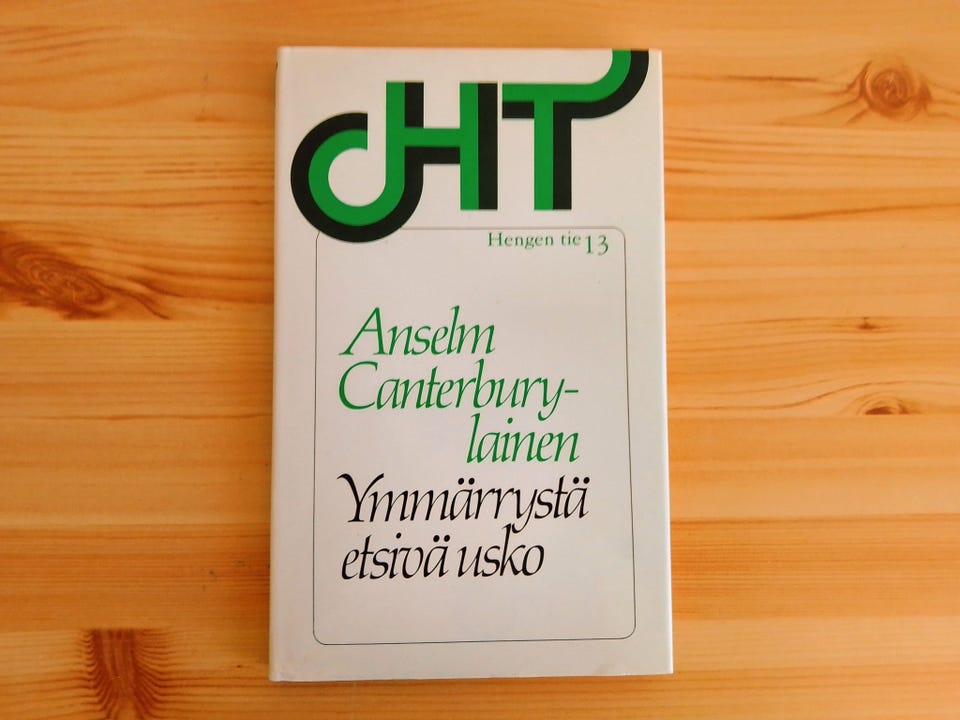 HT
Hengen tie 13
Anselm
Canterbury-
lainen
Ymmärrystä
etsivä usko